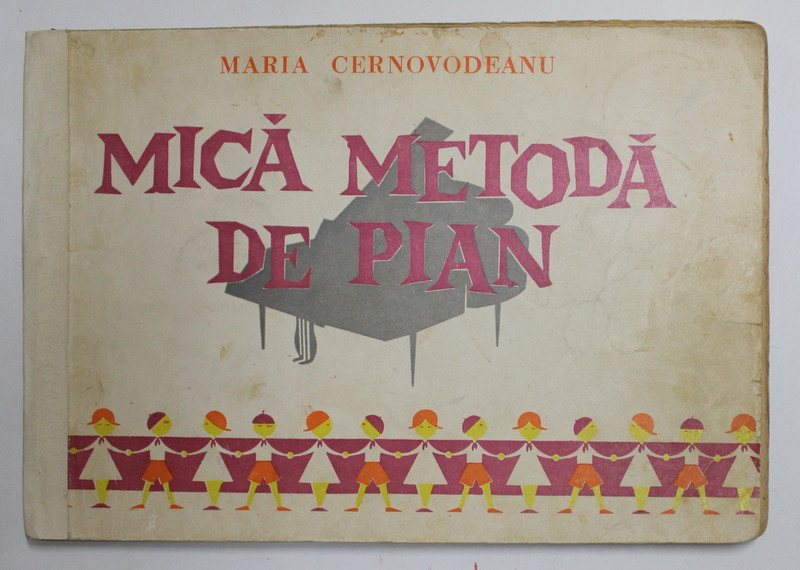 MARIA CERNOVODEANU
MICĂ METODĂ
DE PIAN